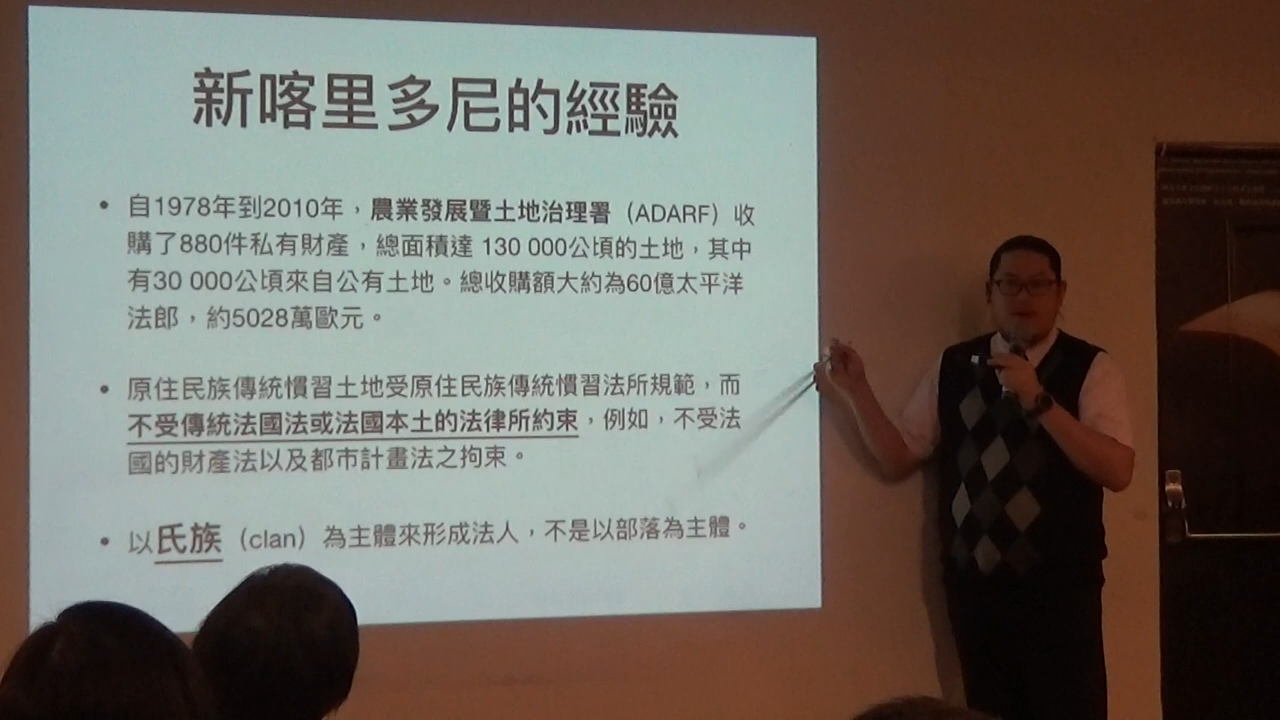 新喀里多尼的經驗
• 自1978年到2010年，農業發展暨土地治理署（ADARF）收
購了880件私有財產，總面積達 130 000公頃的土地，其中
有30 000公頃來自公有土地。總收購額大約為60億太平洋
法郎，約5028萬歐元。
• 原住民族傳統慣習土地受原住民族傳統慣習法所規範，而
不受傳統法國法或法國本土的法律所約束，例如，不受法
國的財產法以及都市計畫法之拘束。
• 以氏族（clan）為主體來形成法人，不是以部落為主體。